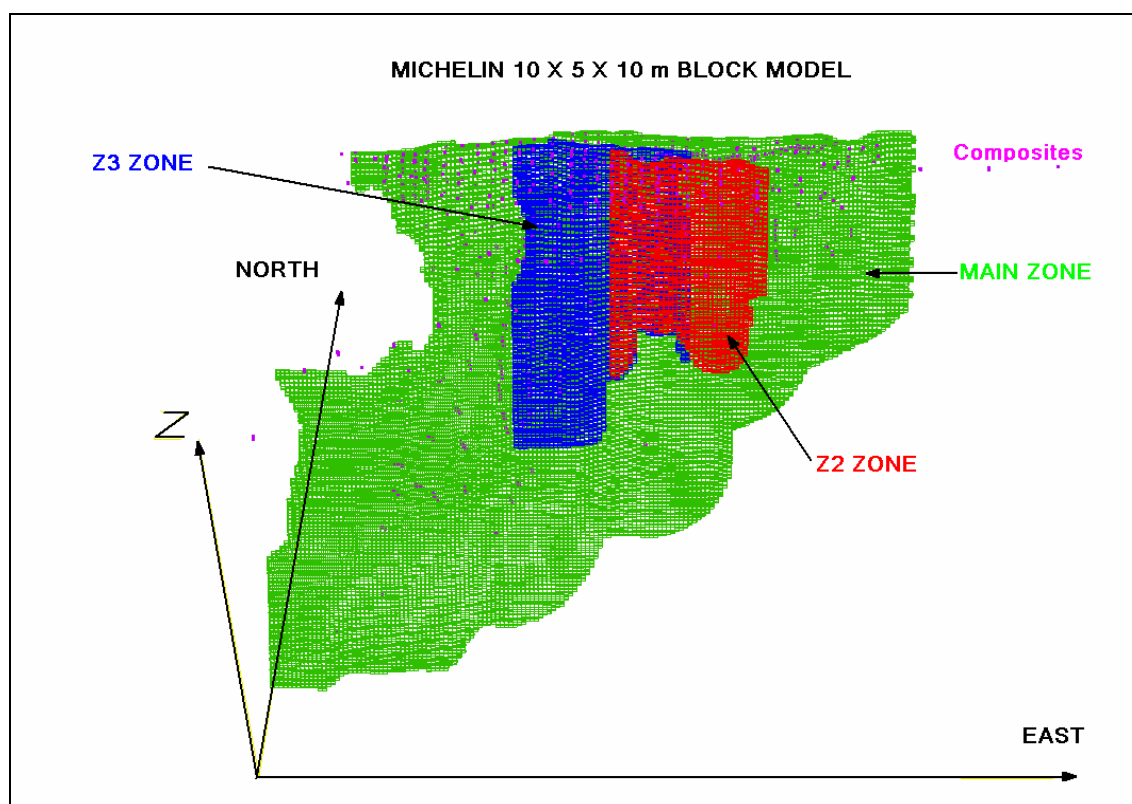 MICHELIN 10 X 5 X 10 m BLOCK MODEL
Z3 ZONE
Composites
NORTH
MAIN ZONE
Z
Z2 ZONE
EAST